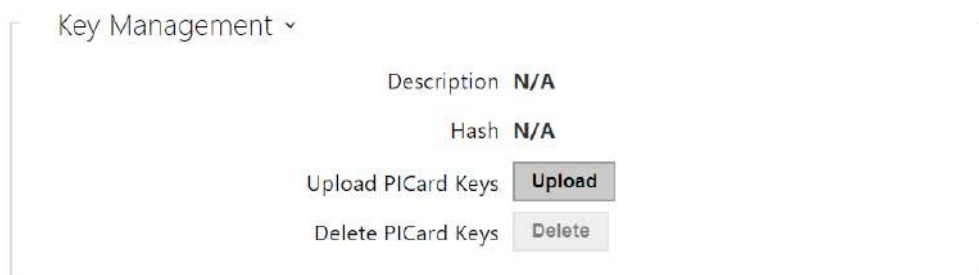 Key Management
Description N/A
Hash N/A
Upload PICard Keys Upload
Delete PICard Keys Delete